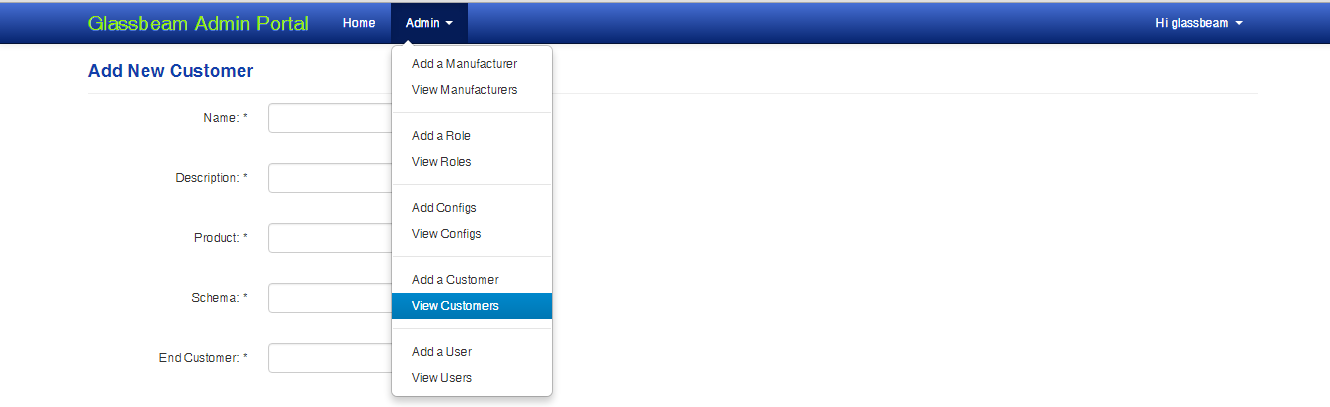 Glassbeam Admin Portal Home Admin Hi glassbeam
Add New Customer
Name: *
Description: *
Product: *
Schema: *
End Customer: *
Add a Manufacturer
View Manufacturers
Add a Role
View Roles
Add Configs
View Configs
Add a Customer
View Customers
Add a User
View Users